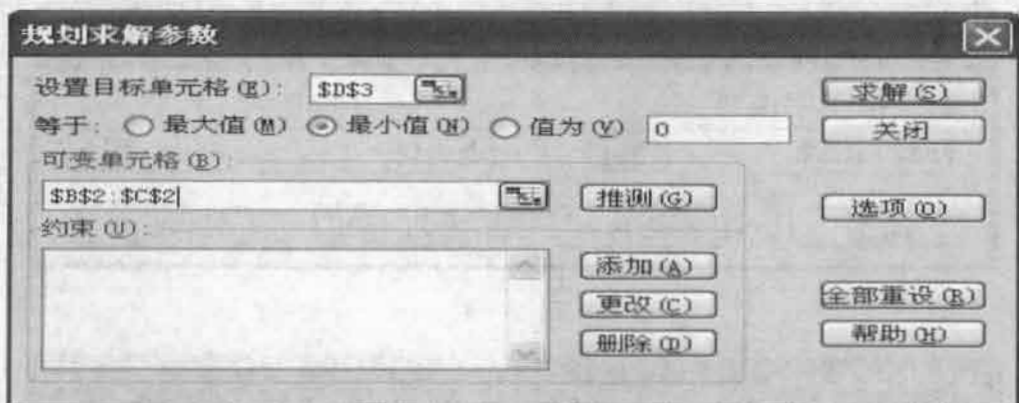 规划求解参数
设置目标单元格(E): $D$3 求解(S)
等于: 最大值(M) 最小值(N) 值为(V) 0 关闭
可变单元格(B):
$B$2:$C$2 推测(G) 选项(O)
约束(U):
添加(A)
更改(C) 全部重设(R)
删除(D) 帮助(H)